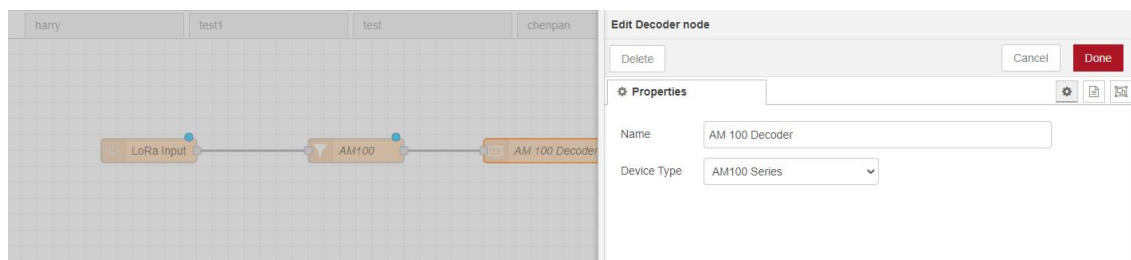 harry
test1
test
chenpan
LoRa Input
AM100
AM 100 Decoder
Edit Decoder node
Delete
Cancel
Done
Properties
Name
AM 100 Decoder
Device Type
AM100 Series